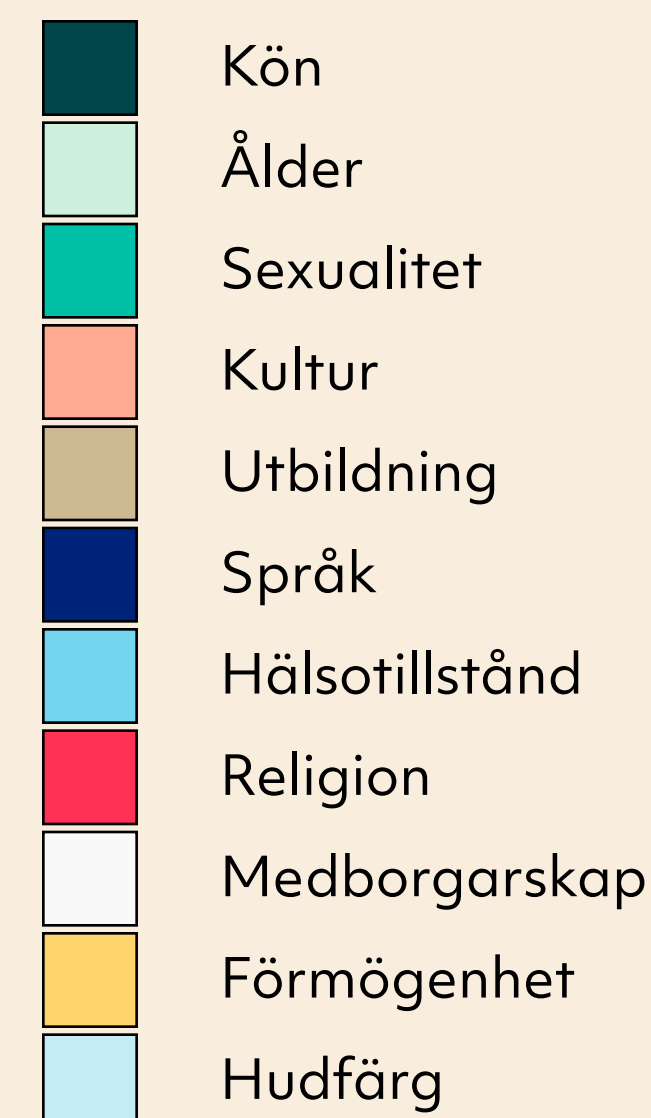 Kön
Ålder
Sexualitet
Kultur
Utbildning
Språk
Hälsotillstånd
Religion
Medborgarskap
Förmögenhet
Hudfärg